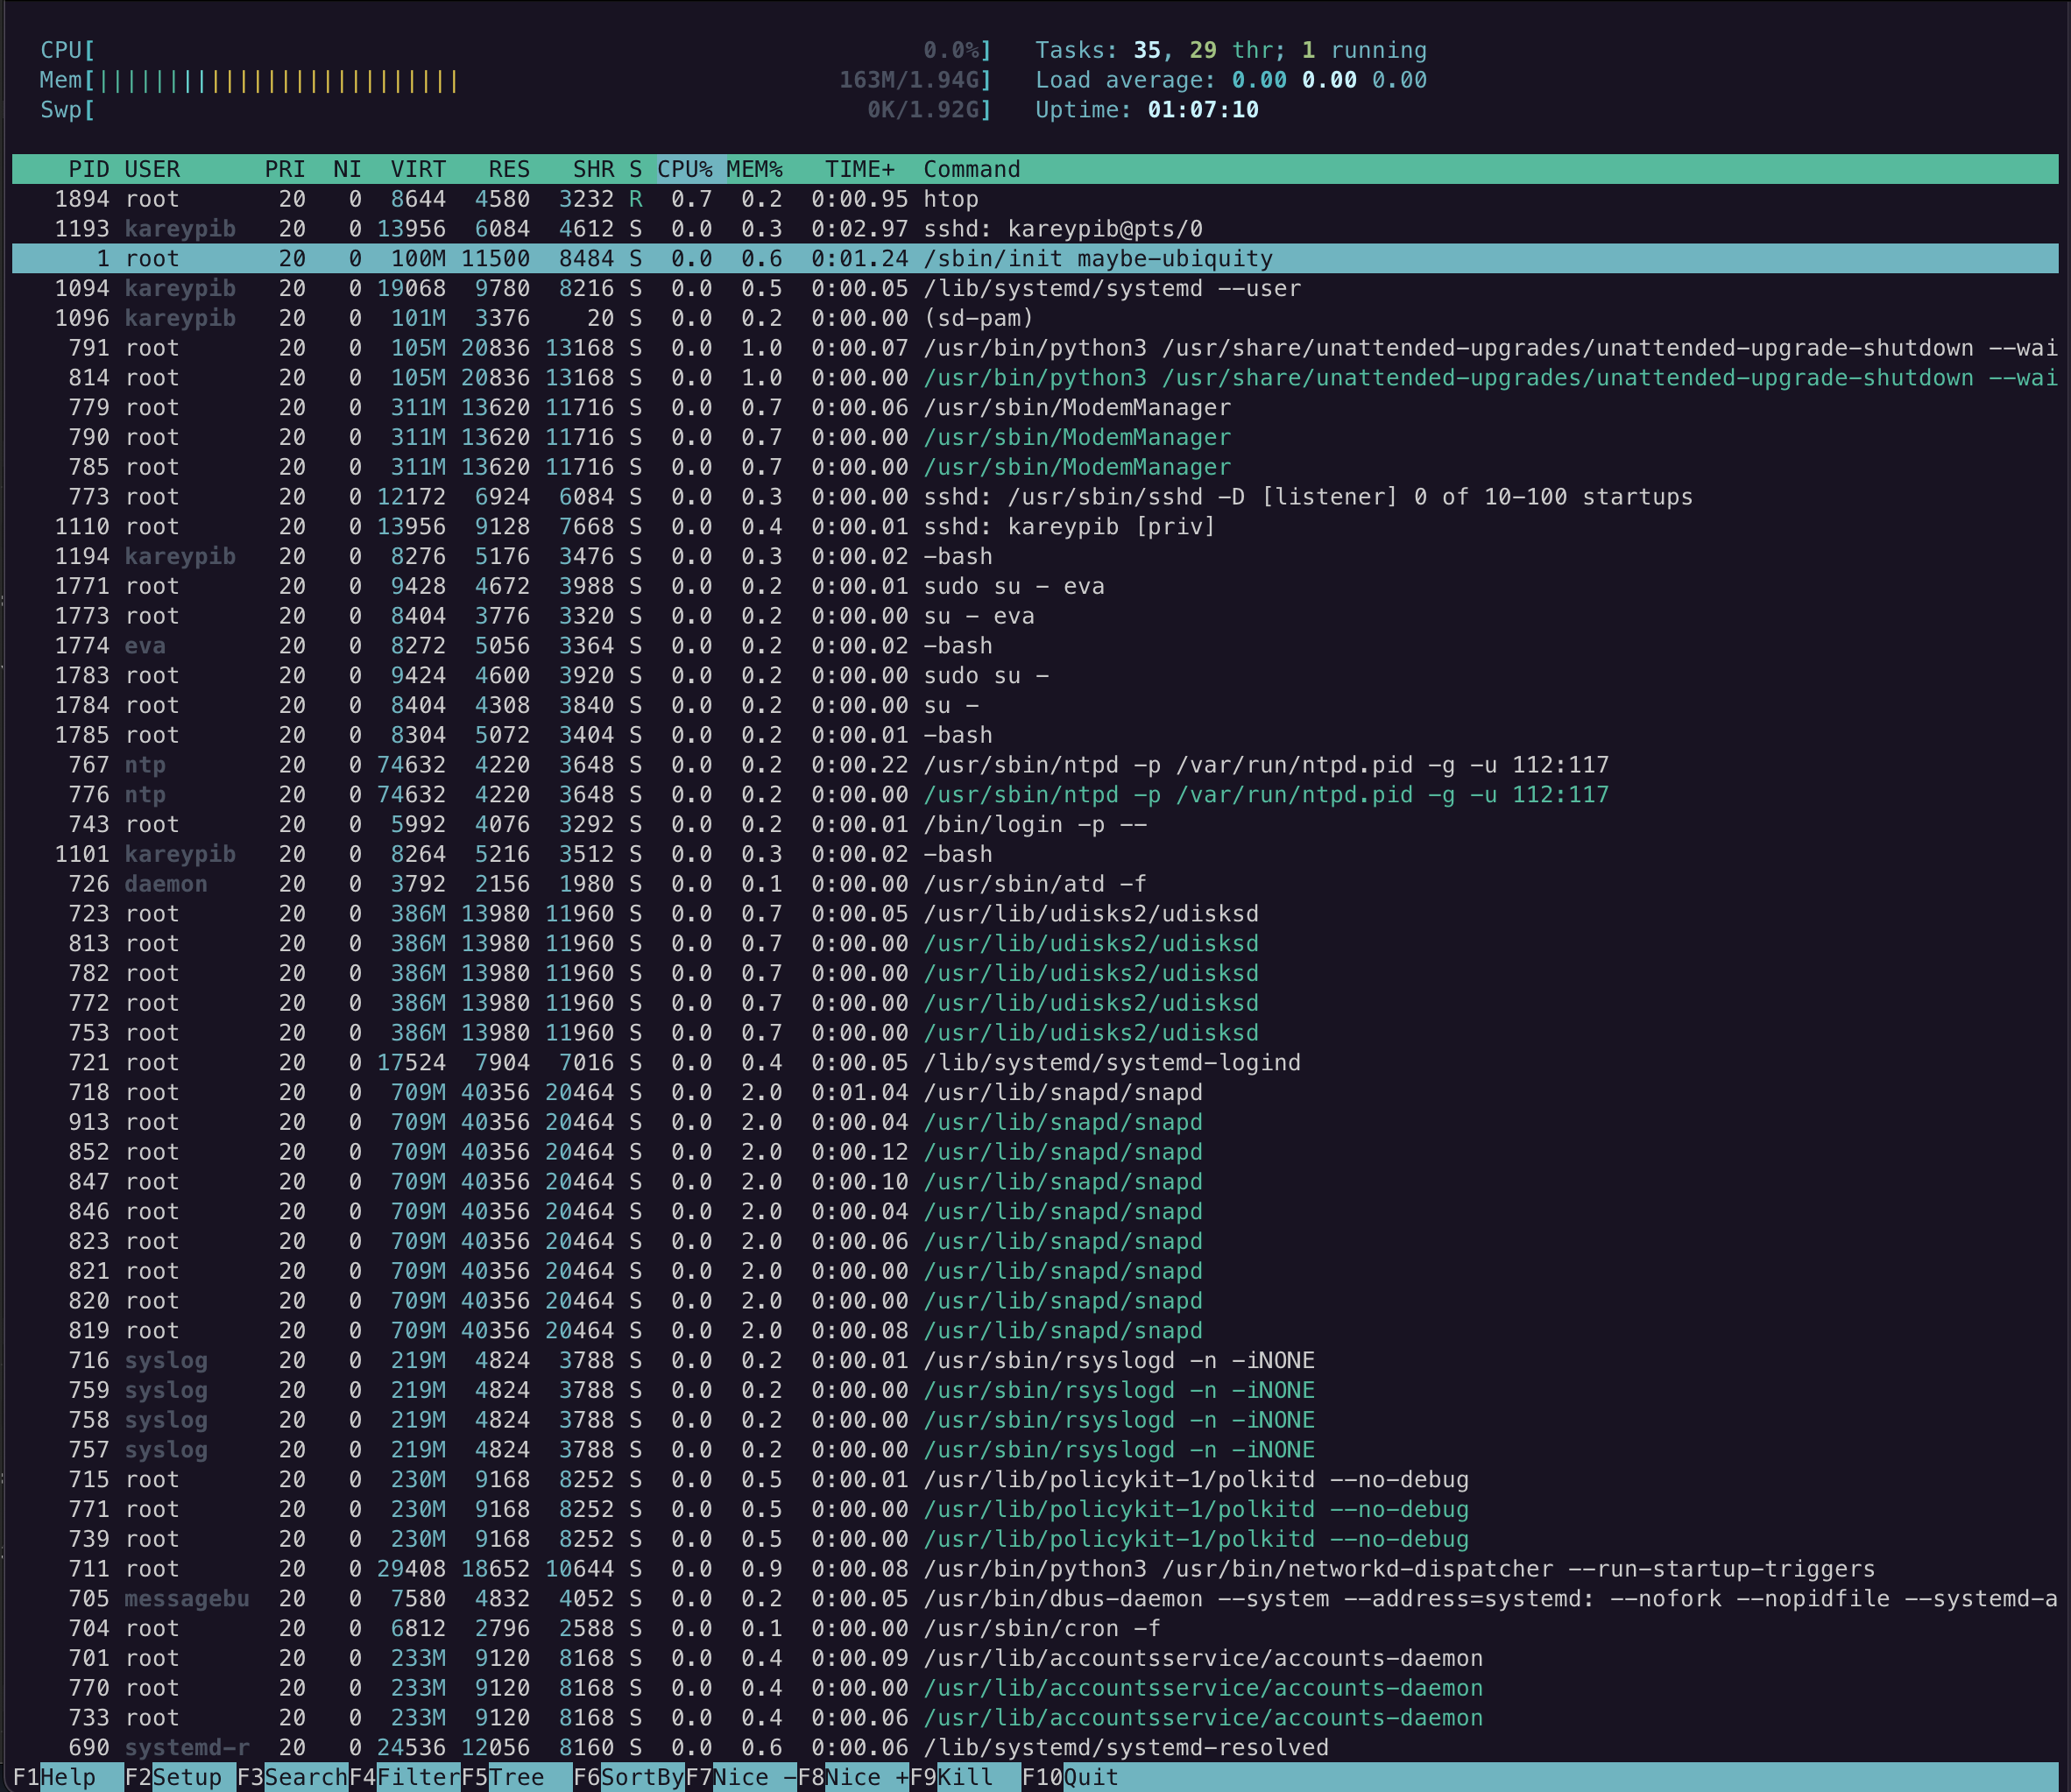 CPU[ 0.0%] Tasks: 35, 29 thr; 1 running
Mem[||||||||||||||||||||||||||163M/1.94G] Load average: 0.00 0.00 0.00
Swp[ 0K/1.92G] Uptime: 01:07:10
PID USER PRI NI VIRT RES SHR S CPU% MEM% TIME+ Command
1894 root 20 0 8644 4580 3232 R 0.7 0.2 0:00.95 htop
1193 kareypib 20 0 13956 6084 4612 S 0.0 0.3 0:02.97 sshd: kareypib@pts/0
1 root 20 0 100M 11500 8484 S 0.0 0.6 0:01.24 /sbin/init maybe-ubiquity
1094 kareypib 20 0 19068 9780 8216 S 0.0 0.5 0:00.05 /lib/systemd/systemd --user
1096 kareypib 20 0 101M 3376 20 S 0.0 0.2 0:00.00 (sd-pam)
791 root 20 0 105M 20836 13168 S 0.0 1.0 0:00.07 /usr/bin/python3 /usr/share/unattended-upgrades/unattended-upgrade-shutdown --wai
814 root 20 0 105M 20836 13168 S 0.0 1.0 0:00.00 /usr/bin/python3 /usr/share/unattended-upgrades/unattended-upgrade-shutdown --wai
779 root 20 0 311M 13620 11716 S 0.0 0.7 0:00.06 /usr/sbin/ModemManager
790 root 20 0 311M 13620 11716 S 0.0 0.7 0:00.00 /usr/sbin/ModemManager
785 root 20 0 311M 13620 11716 S 0.0 0.7 0:00.00 /usr/sbin/ModemManager
773 root 20 0 12172 6924 6084 S 0.0 0.3 0:00.00 sshd: /usr/sbin/sshd -D [listener] 0 of 10-100 startups
1110 root 20 0 13956 9128 7668 S 0.0 0.4 0:00.01 sshd: kareypib [priv]
1194 kareypib 20 0 8276 5176 3476 S 0.0 0.3 0:00.02 -bash
1771 root 20 0 9428 4672 3988 S 0.0 0.2 0:00.01 sudo su - eva
1773 root 20 0 8404 3776 3320 S 0.0 0.2 0:00.00 su - eva
1774 eva 20 0 8272 5056 3364 S 0.0 0.2 0:00.02 -bash
1783 root 20 0 9424 4600 3920 S 0.0 0.2 0:00.00 sudo su -
1784 root 20 0 8404 4308 3840 S 0.0 0.2 0:00.00 su -
1785 root 20 0 8304 5072 3404 S 0.0 0.2 0:00.01 -bash
767 ntp 20 0 74632 4220 3648 S 0.0 0.2 0:00.22 /usr/sbin/ntpd -p /var/run/ntpd.pid -g -u 112:117
776 ntp 20 0 74632 4220 3648 S 0.0 0.2 0:00.00 /usr/sbin/ntpd -p /var/run/ntpd.pid -g -u 112:117
743 root 20 0 5992 4076 3292 S 0.0 0.2 0:00.01 /bin/login -p --
1101 kareypib 20 0 8264 5216 3512 S 0.0 0.3 0:00.02 -bash
726 daemon 20 0 3792 2156 1980 S 0.0 0.1 0:00.00 /usr/sbin/atd -f
723 root 20 0 386M 13980 11960 S 0.0 0.7 0:00.05 /usr/lib/udisks2/udisksd
813 root 20 0 386M 13980 11960 S 0.0 0.7 0:00.00 /usr/lib/udisks2/udisksd
782 root 20 0 386M 13980 11960 S 0.0 0.7 0:00.00 /usr/lib/udisks2/udisksd
772 root 20 0 386M 13980 11960 S 0.0 0.7 0:00.00 /usr/lib/udisks2/udisksd
753 root 20 0 386M 13980 11960 S 0.0 0.7 0:00.00 /usr/lib/udisks2/udisksd
721 root 20 0 17524 7904 7016 S 0.0 0.4 0:00.05 /lib/systemd/systemd-logind
718 root 20 0 709M 40356 20464 S 0.0 2.0 0:01.04 /usr/lib/snapd/snapd
913 root 20 0 709M 40356 20464 S 0.0 2.0 0:00.04 /usr/lib/snapd/snapd
852 root 20 0 709M 40356 20464 S 0.0 2.0 0:00.12 /usr/lib/snapd/snapd
847 root 20 0 709M 40356 20464 S 0.0 2.0 0:00.10 /usr/lib/snapd/snapd
846 root 20 0 709M 40356 20464 S 0.0 2.0 0:00.04 /usr/lib/snapd/snapd
823 root 20 0 709M 40356 20464 S 0.0 2.0 0:00.06 /usr/lib/snapd/snapd
821 root 20 0 709M 40356 20464 S 0.0 2.0 0:00.00 /usr/lib/snapd/snapd
820 root 20 0 709M 40356 20464 S 0.0 2.0 0:00.00 /usr/lib/snapd/snapd
819 root 20 0 709M 40356 20464 S 0.0 2.0 0:00.08 /usr/lib/snapd/snapd
716 syslog 20 0 219M 4824 3788 S 0.0 0.2 0:00.01 /usr/sbin/rsyslogd -n -iNONE
759 syslog 20 0 219M 4824 3788 S 0.0 0.2 0:00.00 /usr/sbin/rsyslogd -n -iNONE
758 syslog 20 0 219M 4824 3788 S 0.0 0.2 0:00.00 /usr/sbin/rsyslogd -n -iNONE
757 syslog 20 0 219M 4824 3788 S 0.0 0.2 0:00.00 /usr/sbin/rsyslogd -n -iNONE
715 root 20 0 230M 9168 8252 S 0.0 0.5 0:00.01 /usr/lib/policykit-1/polkitd --no-debug
771 root 20 0 230M 9168 8252 S 0.0 0.5 0:00.00 /usr/lib/policykit-1/polkitd --no-debug
739 root 20 0 230M 9168 8252 S 0.0 0.5 0:00.00 /usr/lib/policykit-1/polkitd --no-debug
711 root 20 0 29408 18652 10644 S 0.0 0.9 0:00.08 /usr/bin/python3 /usr/bin/networkd-dispatcher --run-startup-triggers
705 messagebu 20 0 7580 4832 4052 S 0.0 0.2 0:00.05 /usr/bin/dbus-daemon --system --address=systemd: --nofork --nopidfile --systemd-a
704 root 20 0 6812 2796 2588 S 0.0 0.1 0:00.00 /usr/sbin/cron -f
701 root 20 0 233M 9120 8168 S 0.0 0.4 0:00.09 /usr/lib/accountsservice/accounts-daemon
770 root 20 0 233M 9120 8168 S 0.0 0.4 0:00.00 /usr/lib/accountsservice/accounts-daemon
733 root 20 0 233M 9120 8168 S 0.0 0.4 0:00.06 /usr/lib/accountsservice/accounts-daemon
690 systemd-r 20 0 24536 12056 8160 S 0.0 0.6 0:00.06 /lib/systemd/systemd-resolved
F1Help F2Setup F3SearchF4FilterF5Tree F6SortByF7Nice -F8Nice +F9Kill F10Quit